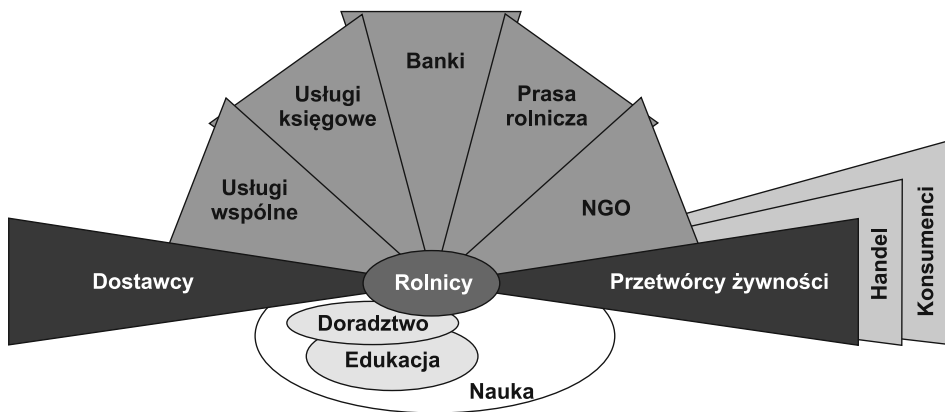 Banki
Usługi
księgowe
Prasa
rolnicza
Usługi
wspólne
NGO
Dostawcy
Rolnicy
Przetwórcy żywności
Handel
Konsumenci
Doradztwo
Edukacja
Nauka